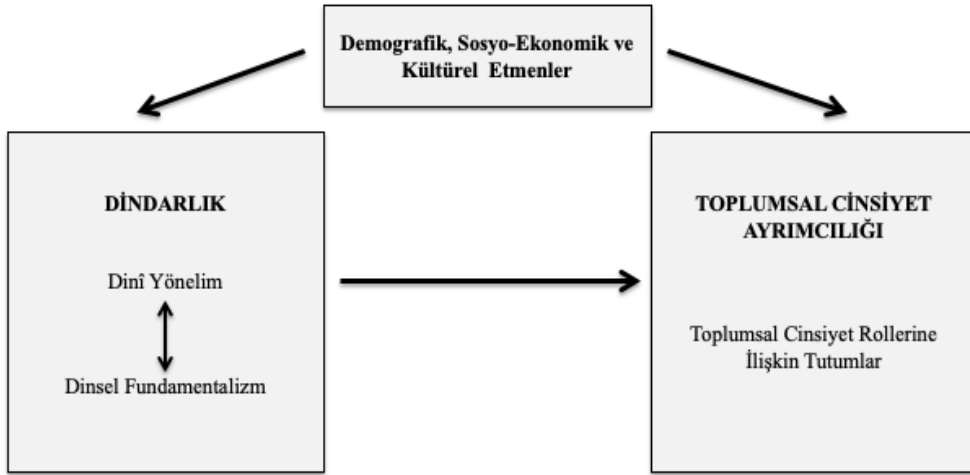 Demografik, Sosyo-Ekonomik ve
Kültürel Etmenler
DİNDARLIK
Dinî Yönelim
Dinsel Fundamentalizm
TOPLUMSAL CİNSİYET
AYRIMCILIĞI
Toplumsal Cinsiyet Rollerine
İlişkin Tutumlar